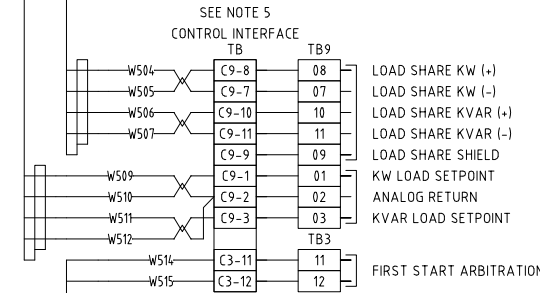 SEE NOTE 5
CONTROL INTERFACE
TB TB9
W504 C9-8 08 LOAD SHARE KW (+)
W505 C9-7 07 LOAD SHARE KW (-)
W506 C9-10 10 LOAD SHARE KVAR (+)
W507 C9-11 11 LOAD SHARE KVAR (-)
C9-9 09 LOAD SHARE SHIELD
W509 C9-1 01 KW LOAD SETPOINT
W510 C9-2 02 ANALOG RETURN
W511 C9-3 03 KVAR LOAD SETPOINT
W512 TB3
W514 C3-11 11 FIRST START ARBITRATION
W515 C3-12 12